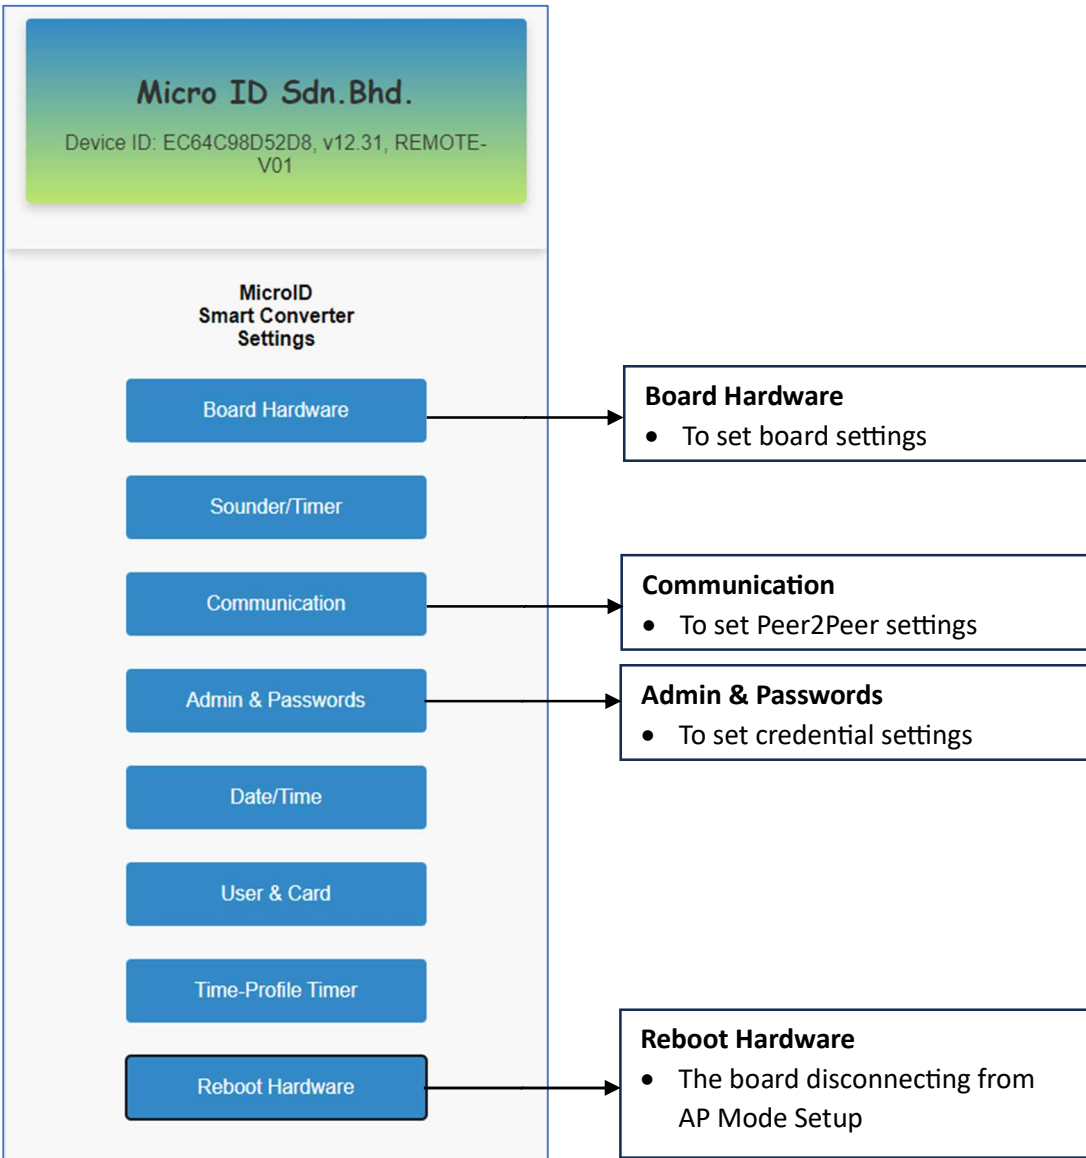 Micro ID Sdn.Bhd.
Device ID: EC64C98D52D8, v12.31, REMOTE-
V01
MicroID
Smart Converter
Settings
Board Hardware
Board Hardware
• To set board settings
Sounder/Timer
Communication
Communication
• To set Peer2Peer settings
Admin & Passwords
Admin & Passwords
• To set credential settings
Date/Time
User & Card
Time-Profile Timer
Reboot Hardware
Reboot Hardware
• The board disconnecting from
AP Mode Setup